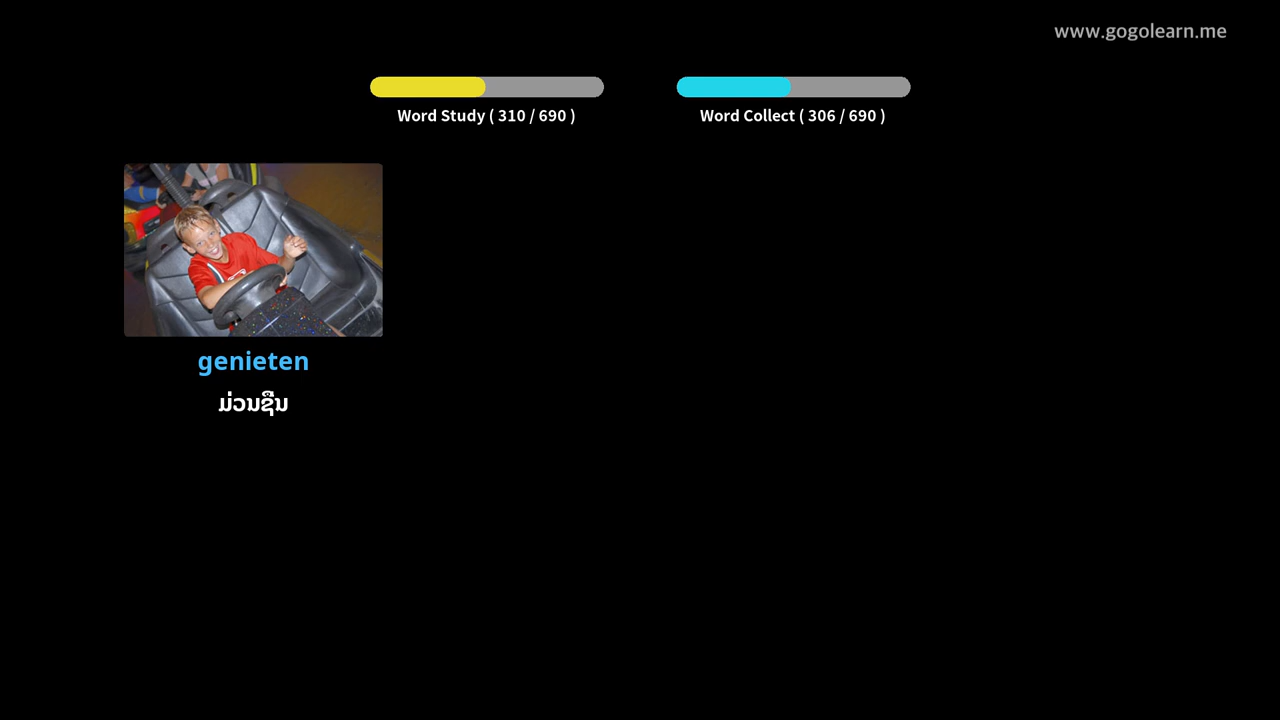 www.gogolearn.me
Word Study ( 310 / 690 )
Word Collect ( 306 / 690 )
genieten
ມ່ວນຊືນ